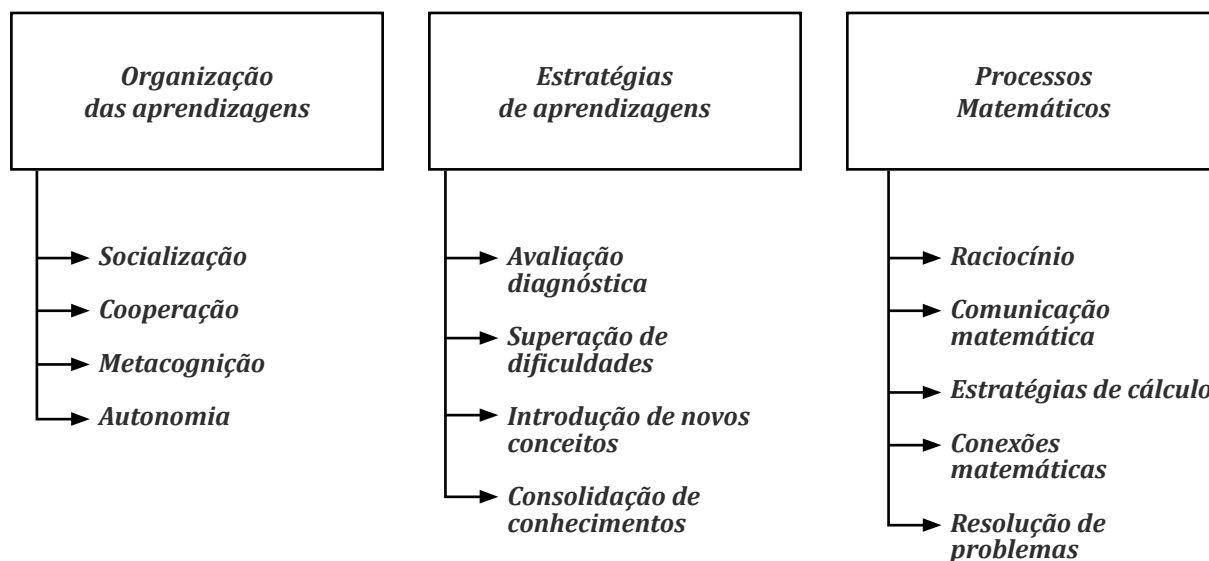 Organização
das aprendizagens
Socialização
Cooperação
Metacognição
Autonomia
Estratégias
de aprendizagens
Avaliação
diagnóstica
Superação de
dificuldades
Introdução de novos
conceitos
Consolidação de
conhecimentos
Processos
Matemáticos
Raciocínio
Comunicação
matemática
Estratégias de cálculo
Conexões
matemáticas
Resolução de
problemas